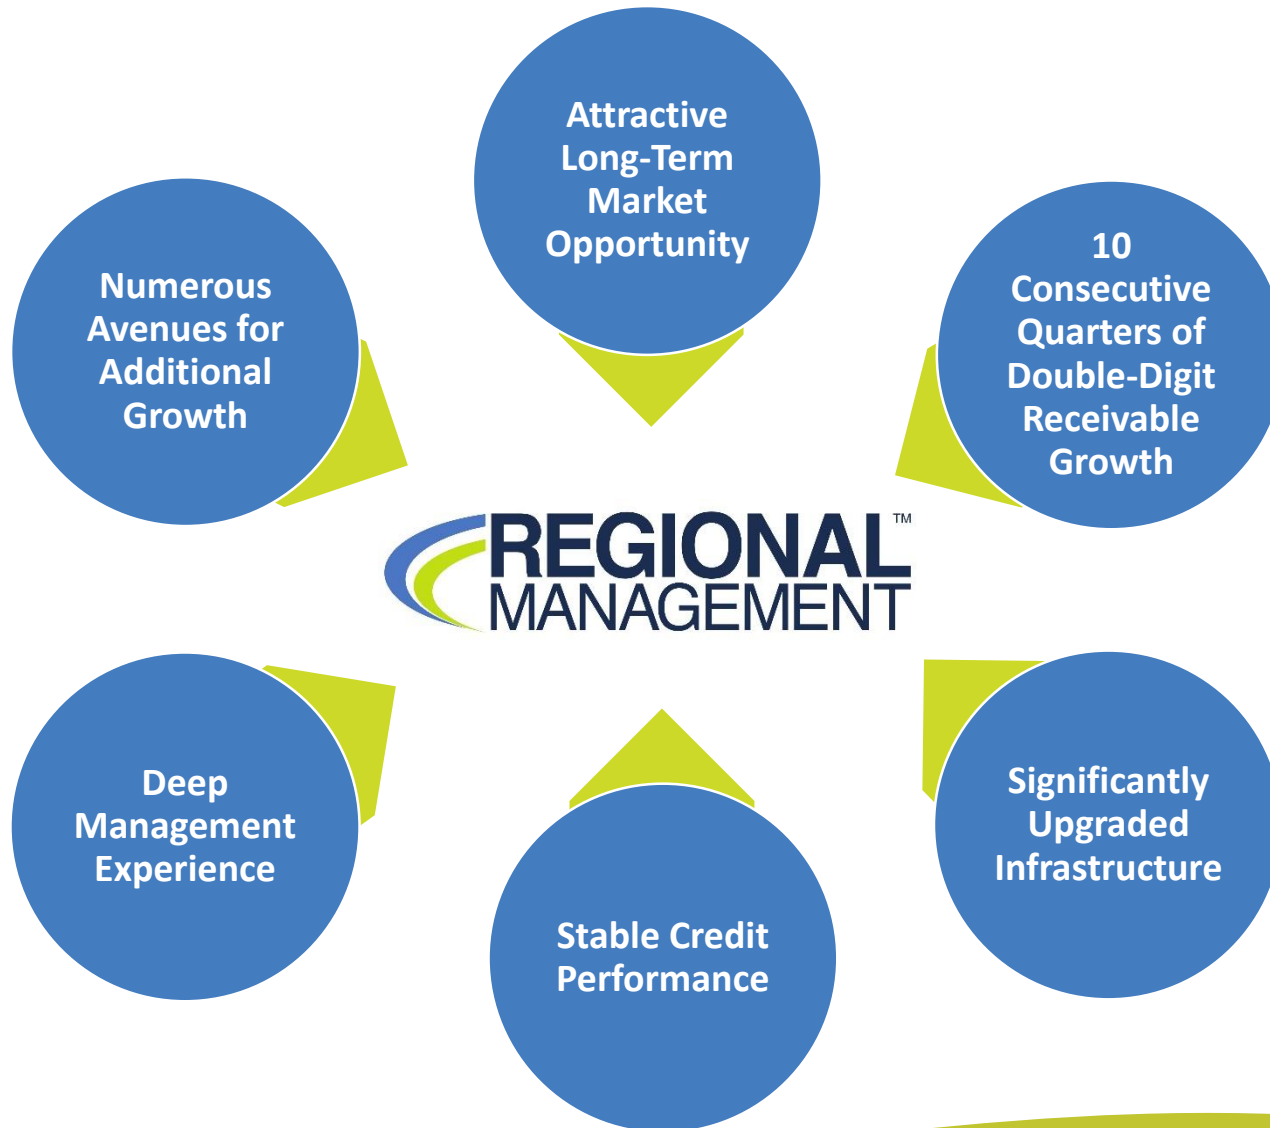 Attractive
Long-Term
Market
Opportunity
10
Consecutive
Quarters of
Double-Digit
Receivable
Growth
Significantly
Upgraded
Infrastructure
Stable Credit
Performance
Deep
Management
Experience
Numerous
Avenues for
Additional
Growth
REGIONAL™
MANAGEMENT